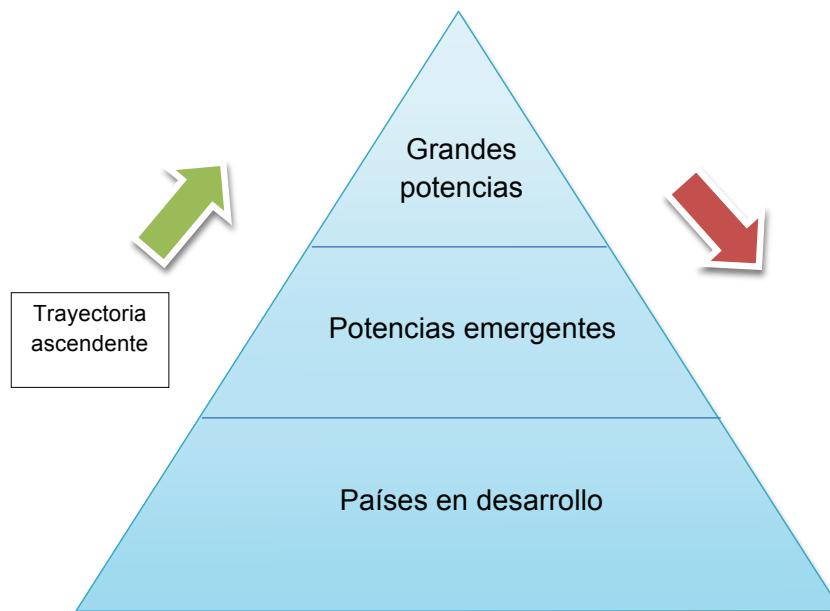 Grandes
potencias
Trayectoria
ascendente
Potencias emergentes
Países en desarrollo